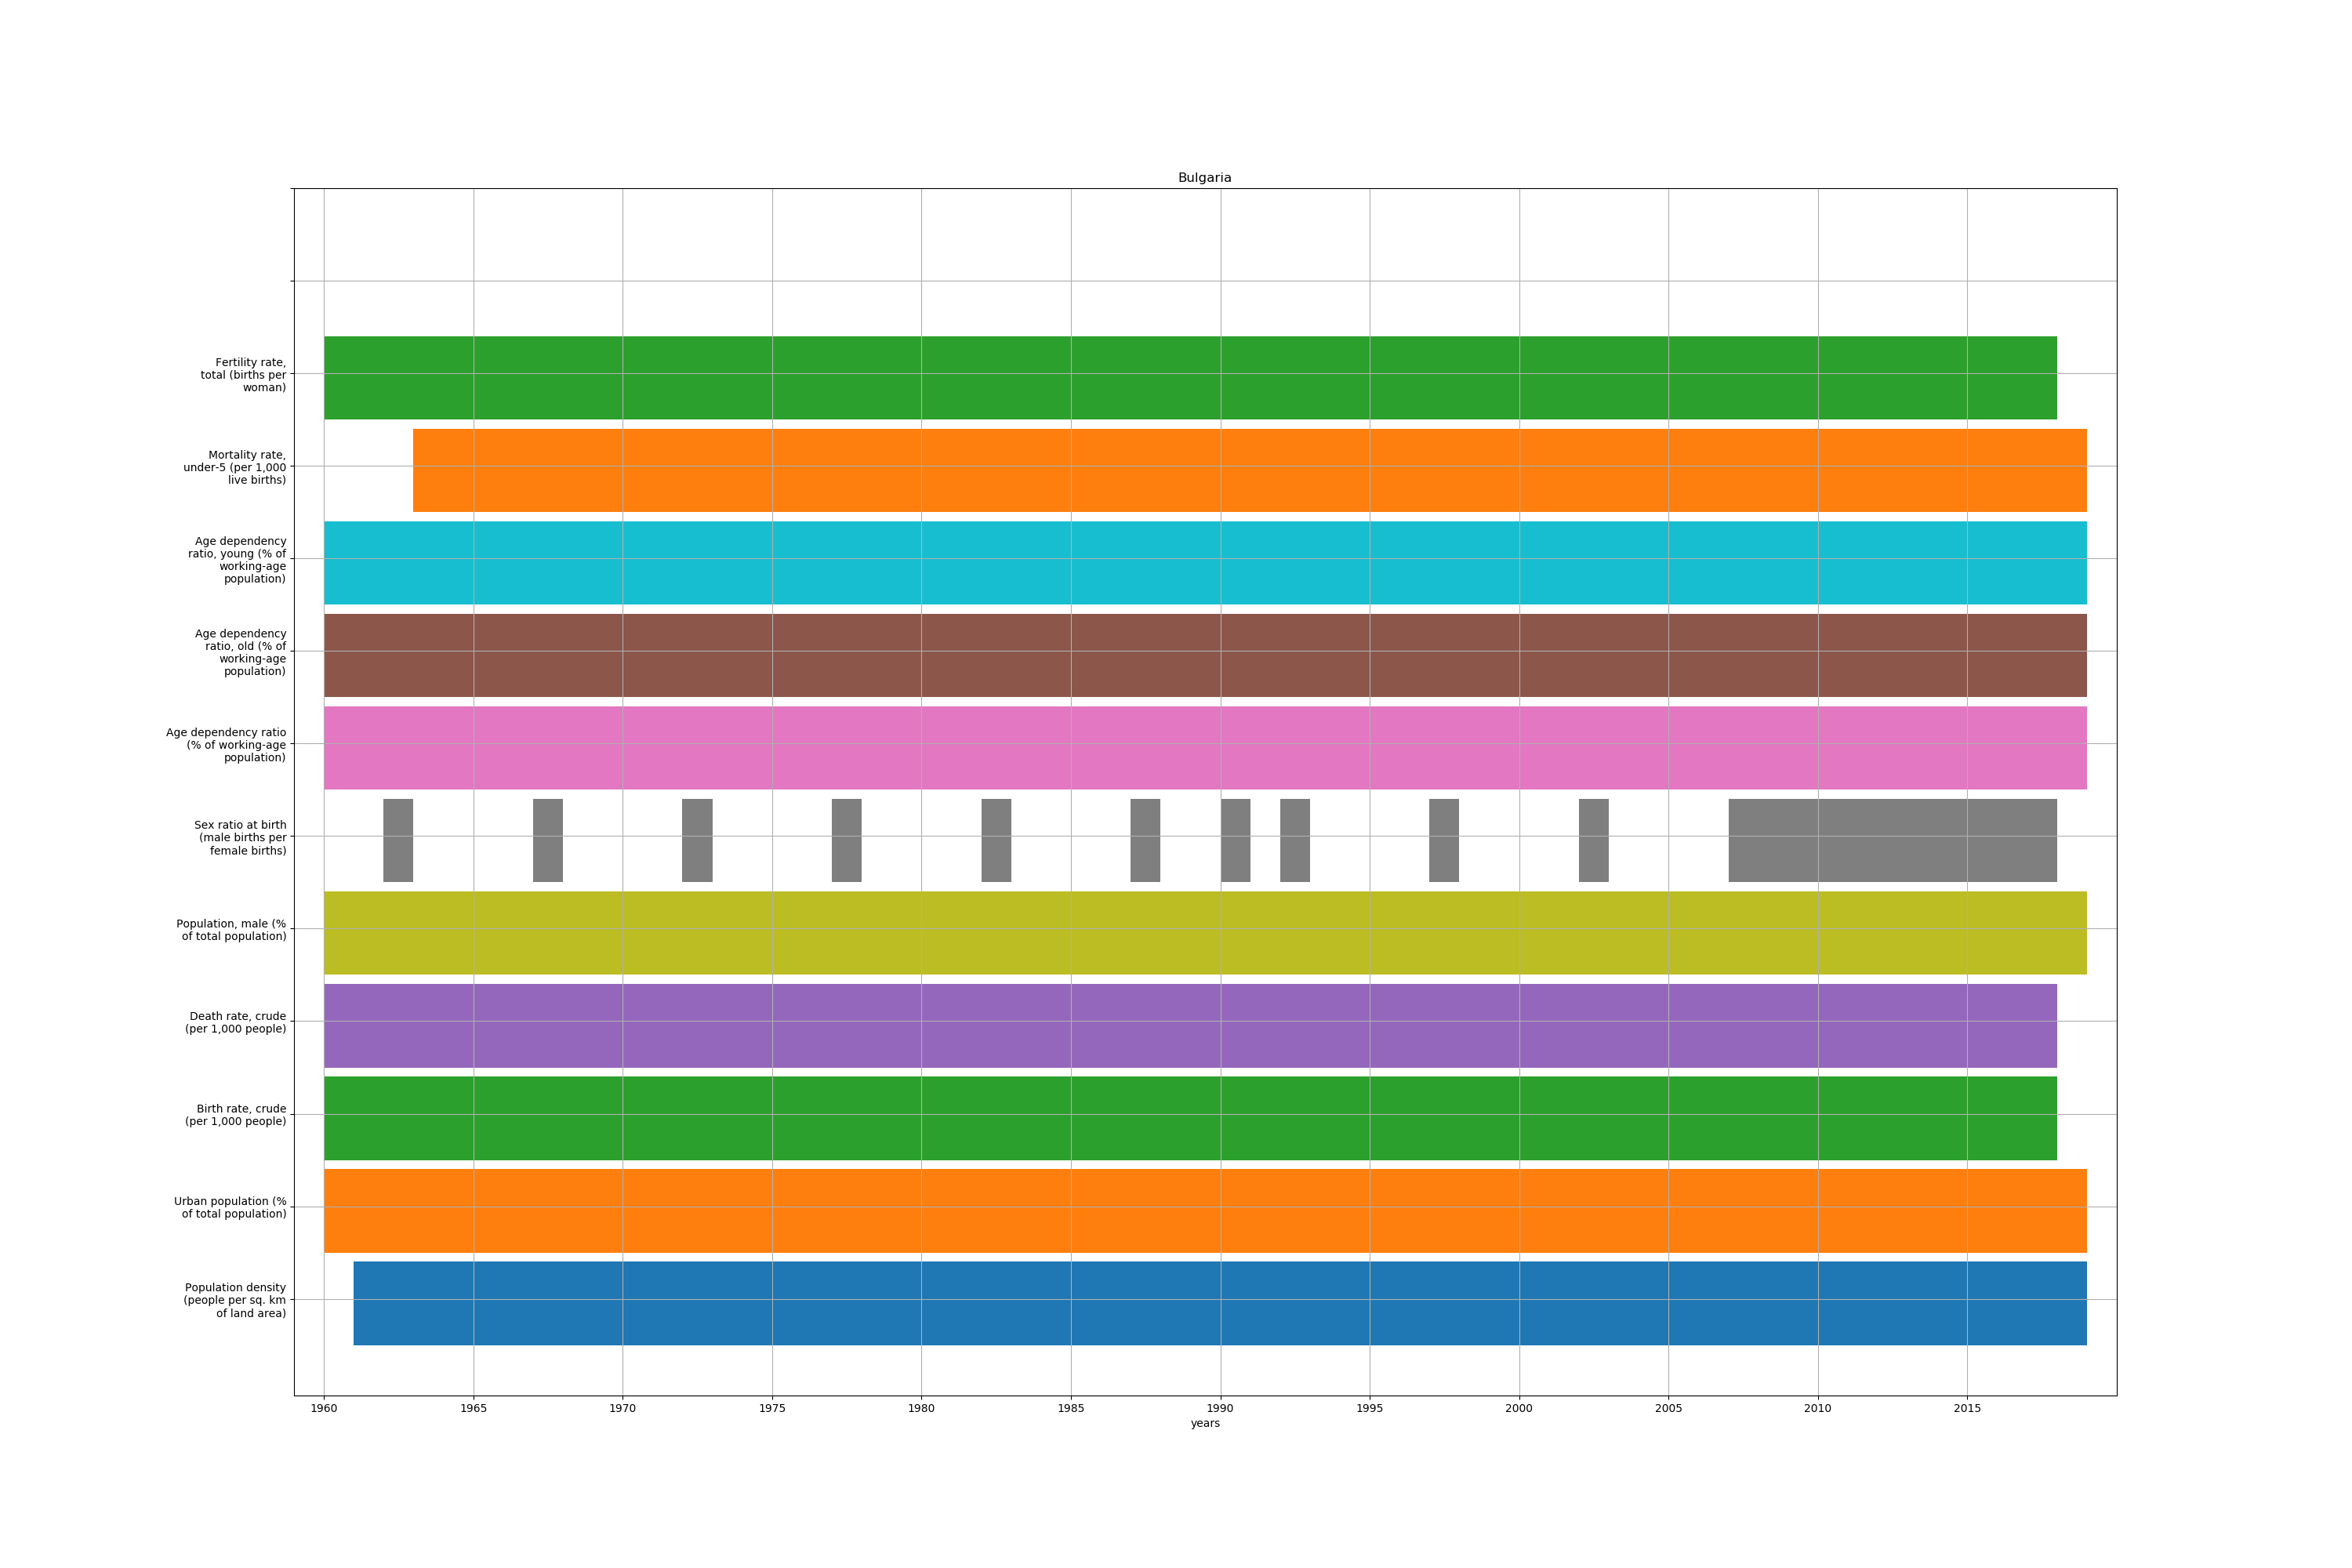 Bulgaria
Fertility rate,
total (births per
woman)
Mortality rate,
under-5 (per 1,000
live births)
Age dependency
ratio, young (% of
working-age
population)
Age dependency
ratio, old (% of
working-age
population)
Age dependency ratio
(% of working-age
population)
Sex ratio at birth
(male births per
female births)
Population, male (%
of total population)
Death rate, crude
(per 1,000 people)
Birth rate, crude
(per 1,000 people)
Urban population (%
of total population)
Population density
(people per sq. km
of land area)
1960 1965 1970 1975 1980 1985 1990 1995 2000 2005 2010 2015
years